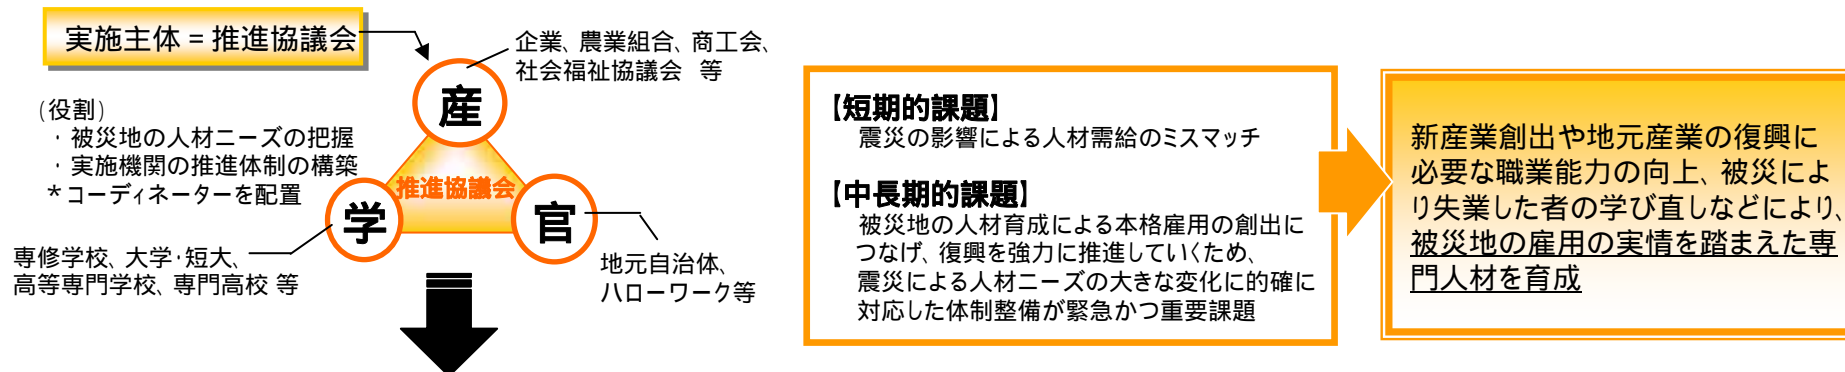 実施主体＝推進協議会
企業、農業組合、商工会、
社会福祉協議会　等
産
(役割)
・被災地の人材ニーズの把握
・実施機関の推進体制の構築
＊コーディネーターを配置
推進協議会
学
官
専修学校、大学・短大、
高等専門学校、専門高校 等
地元自治体、
ハローワーク等
【短期的課題】
震災の影響による人材需給のミスマッチ
【中長期的課題】
被災地の人材育成による本格雇用の創出に
つなげ、復興を強力に推進していくため、
震災による人材ニーズの大きな変化に的確に
対応した体制整備が緊急かつ重要課題
新産業創出や地元産業の復興に
必要な職業能力の向上、被災によ
り失業した者の学び直しなどにより、
被災地の雇用の実情を踏まえた専
門人材を育成